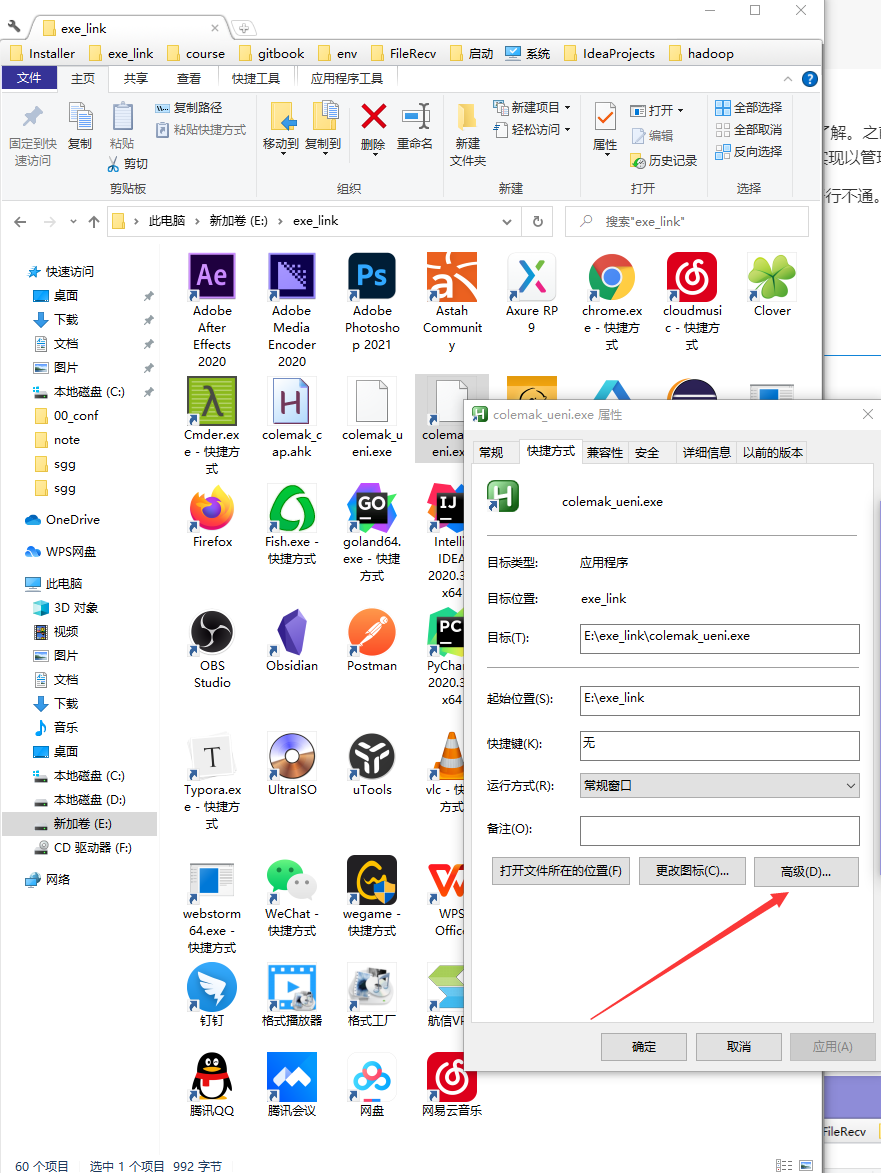 exe_link
Installer exe_link course gitbook env FileRecv 启动 系统 IdeaProjects hadoop
文件 主页 共享 查看 快捷工具 应用程序工具
了解。之前
实现以管理
行不通。
固定到快速访问
复制
粘贴
复制路径
粘贴快捷方式
剪切
剪贴板
移动到
复制到
删除
重命名
组织
新建
文件夹
新建项目
轻松访问
新建
属性
打开
编辑
历史记录
打开
全部选择
全部取消
反向选择
选择
此电脑 新加卷 (E:) exe_link
搜索"exe_link"
快速访问
桌面
下载
文档
图片
本地磁盘 (C:)
00_conf
note
sgg
sgg
OneDrive
WPS网盘
此电脑
3D 对象
视频
图片
文档
下载
音乐
桌面
本地磁盘 (C:)
本地磁盘 (D:)
新加卷 (E:)
CD 驱动器 (F:)
网络
Ae
Adobe
After
Effects
2020
Adobe
Media
Encoder
2020
Ps
Adobe
Photosho
p 2021
Astah
Communit
y
Axure RP
9
chrome.ex
e - 快捷方
式
cloudmusi
c - 快捷方
式
Clover
λ
Cmder.ex
e - 快捷方
式
H
colemak_c
ap.ahk
colemak_u
eni.exe
colema
eni.ex
Firefox
Fish.exe -
快捷方式
GO
goland64.
exe - 快捷
方式
IJ
Intelli
IDEA
2020.3
x64
OBS
Studio
Obsidian
Postman
PC
PyChar
2020.3
x64
T
Typora.ex
e - 快捷方
式
UltraISO
uTools
vlc - 快
方式
webstorm
64.exe -
快捷方式
WeChat -
快捷方式
wegame -
快捷方式
WPS
Offic
钉钉
格式播放器
格式工厂
航信VP
腾讯QQ
腾讯会议
网盘
网易云音乐
colemak_ueni.exe 属性
常规 快捷方式 兼容性 安全 详细信息 以前的版本
H
colemak_ueni.exe
目标类型: 应用程序
目标位置: exe_link
目标(T): E:\exe_link\colemak_ueni.exe
起始位置(S): E:\exe_link
快捷键(K): 无
运行方式(R): 常规窗口
备注(O):
打开文件所在的位置(F) 更改图标(C)... 高级(D)...
确定 取消 应用(A)
FileRecv
60 个项目 选中 1 个项目 992 字节